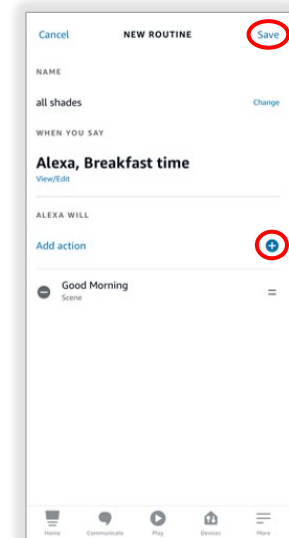 Cancel NEW ROUTINE Save
NAME
all shades Change
WHEN YOU SAY
Alexa, Breakfast time
View/Edit
ALEXA WILL
Add action
Good Morning
Scene
Home Communicate Play Devices More